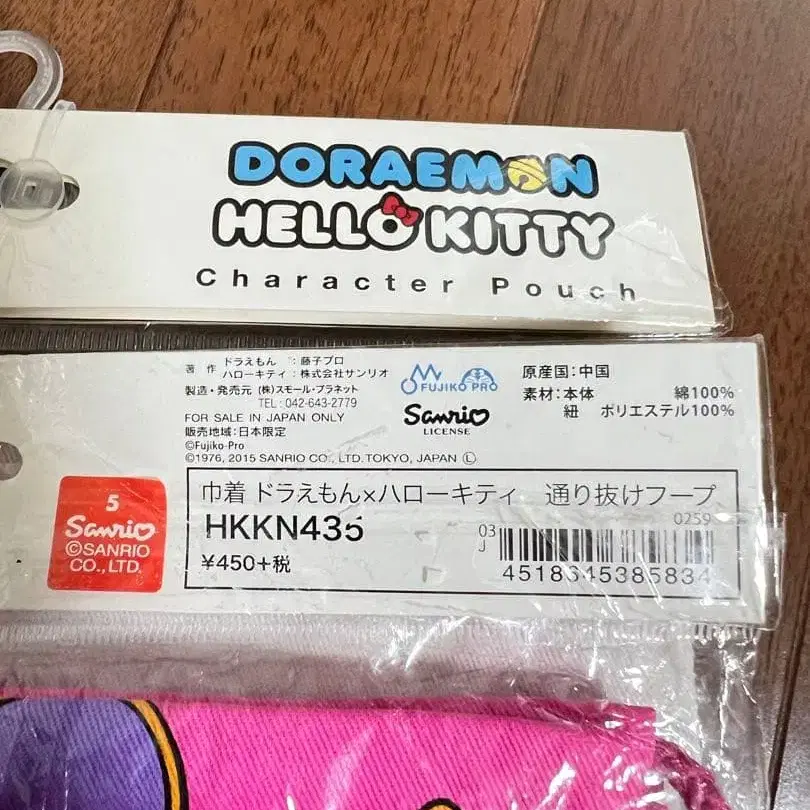 DORAEMON
HELLO KITTY
Character Pouch
著作 ドラえもん :藤子プロ
ハローキティ:株式会社サンリオ
製造・発売元 (株)スモール・プラネット
TEL:042-643-2779
FOR SALE IN JAPAN ONLY
販売地域:日本限定
©Fujiko-Pro
©1976, 2015 SANRIO CO., LTD. TOKYO, JAPAN Ⓛ
FUJIKO PRO
Sanrio
LICENSE
原産国:中国
素材:本体 綿100%
紐 ポリエステル100%
5
Sanrio
©SANRIO
CO., LTD.
巾着 ドラえもん×ハローキティ 通り抜けフープ
HKKN435
¥450+税
0259
03
J
4518545385834